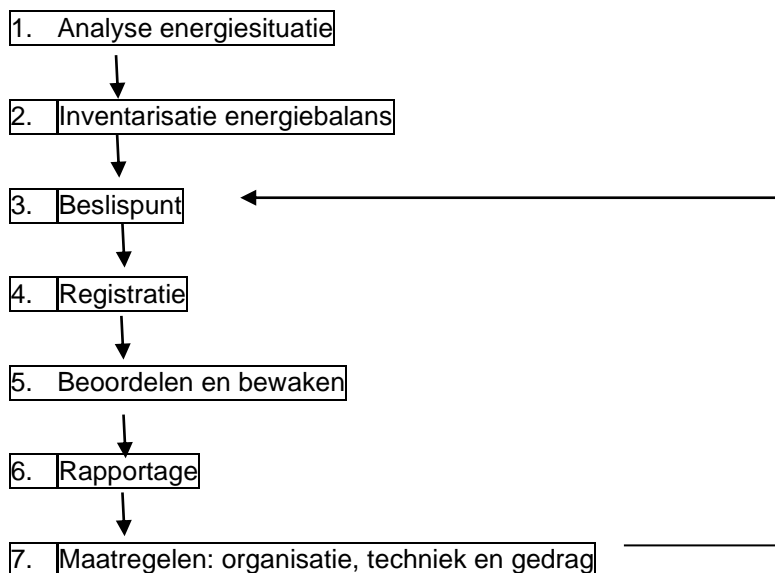 1. Analyse energiesituatie
2. Inventarisatie energiebalans
3. Beslispunt
4. Registratie
5. Beoordelen en bewaken
6. Rapportage
7. Maatregelen: organisatie, techniek en gedrag